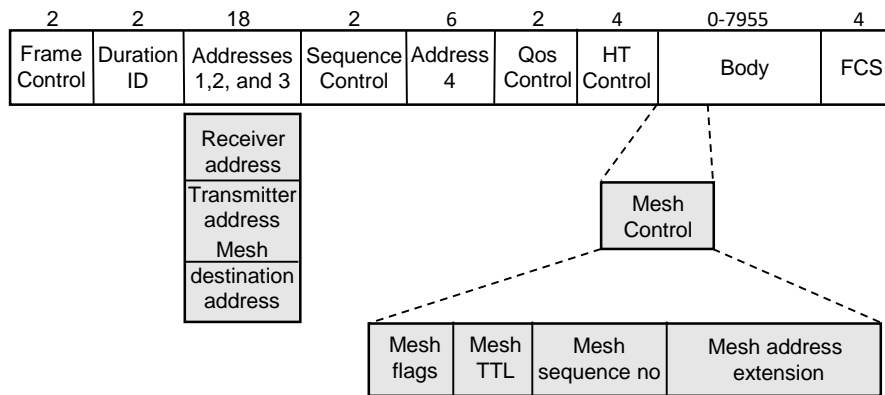 2 2 18 2 6 2 4 0-7955 4
Frame Duration Addresses Sequence Address Qos HT Body FCS
Control ID 1,2, and 3 Control 4 Control Control
Receiver
address
Transmitter
address
Mesh
destination
address
Mesh
Control
Mesh Mesh Mesh Mesh address
flags TTL sequence no extension